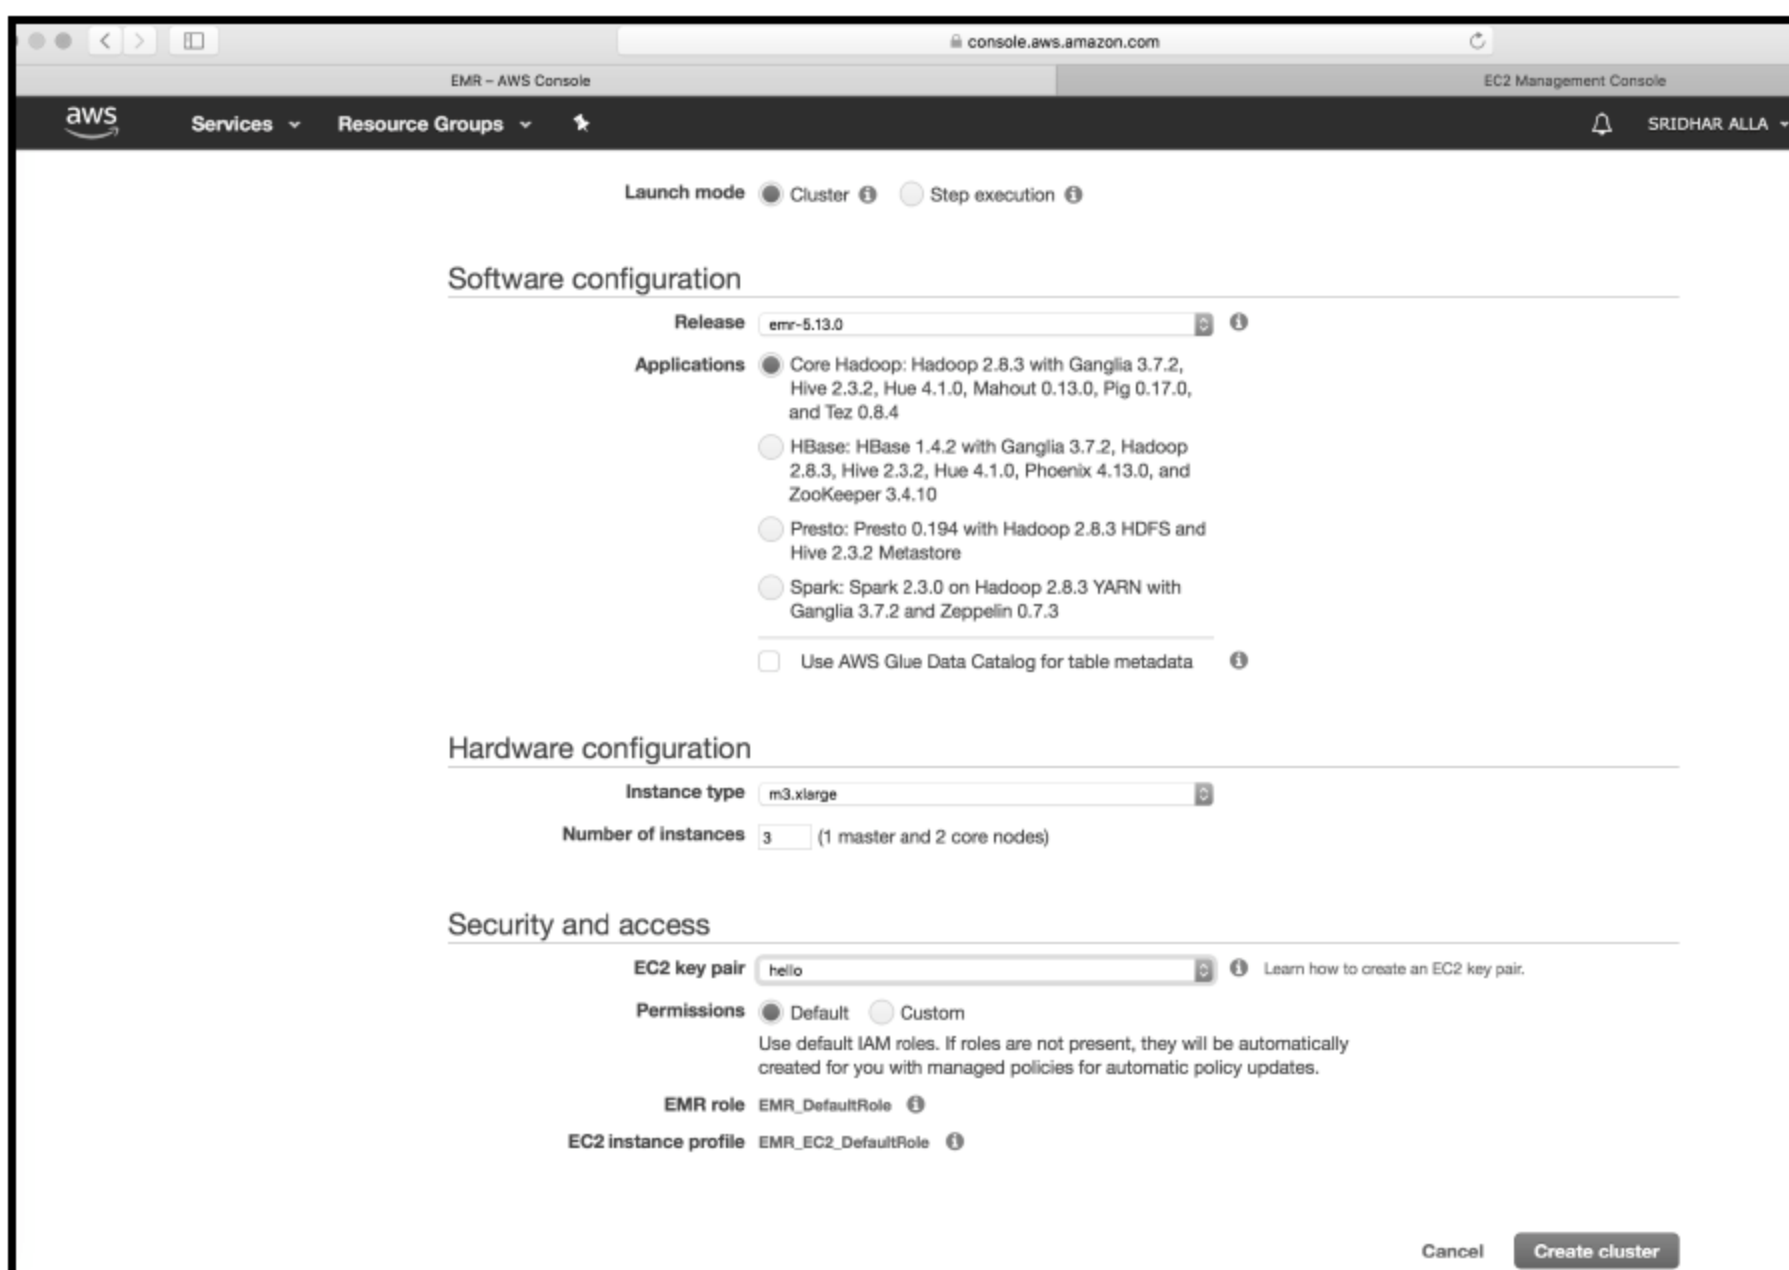 console.aws.amazon.com
EMR – AWS Console
EC2 Management Console
aws
Services
Resource Groups
SRIDHAR ALLA
Launch mode
Cluster
Step execution
Software configuration
Release
emr-5.13.0
Applications
Core Hadoop: Hadoop 2.8.3 with Ganglia 3.7.2,
Hive 2.3.2, Hue 4.1.0, Mahout 0.13.0, Pig 0.17.0,
and Tez 0.8.4
HBase: HBase 1.4.2 with Ganglia 3.7.2, Hadoop
2.8.3, Hive 2.3.2, Hue 4.1.0, Phoenix 4.13.0, and
ZooKeeper 3.4.10
Presto: Presto 0.194 with Hadoop 2.8.3 HDFS and
Hive 2.3.2 Metastore
Spark: Spark 2.3.0 on Hadoop 2.8.3 YARN with
Ganglia 3.7.2 and Zeppelin 0.7.3
Use AWS Glue Data Catalog for table metadata
Hardware configuration
Instance type
m3.xlarge
Number of instances
3
(1 master and 2 core nodes)
Security and access
EC2 key pair
hello
Learn how to create an EC2 key pair.
Permissions
Default
Custom
Use default IAM roles. If roles are not present, they will be automatically
created for you with managed policies for automatic policy updates.
EMR role
EMR_DefaultRole
EC2 instance profile
EMR_EC2_DefaultRole
Cancel
Create cluster